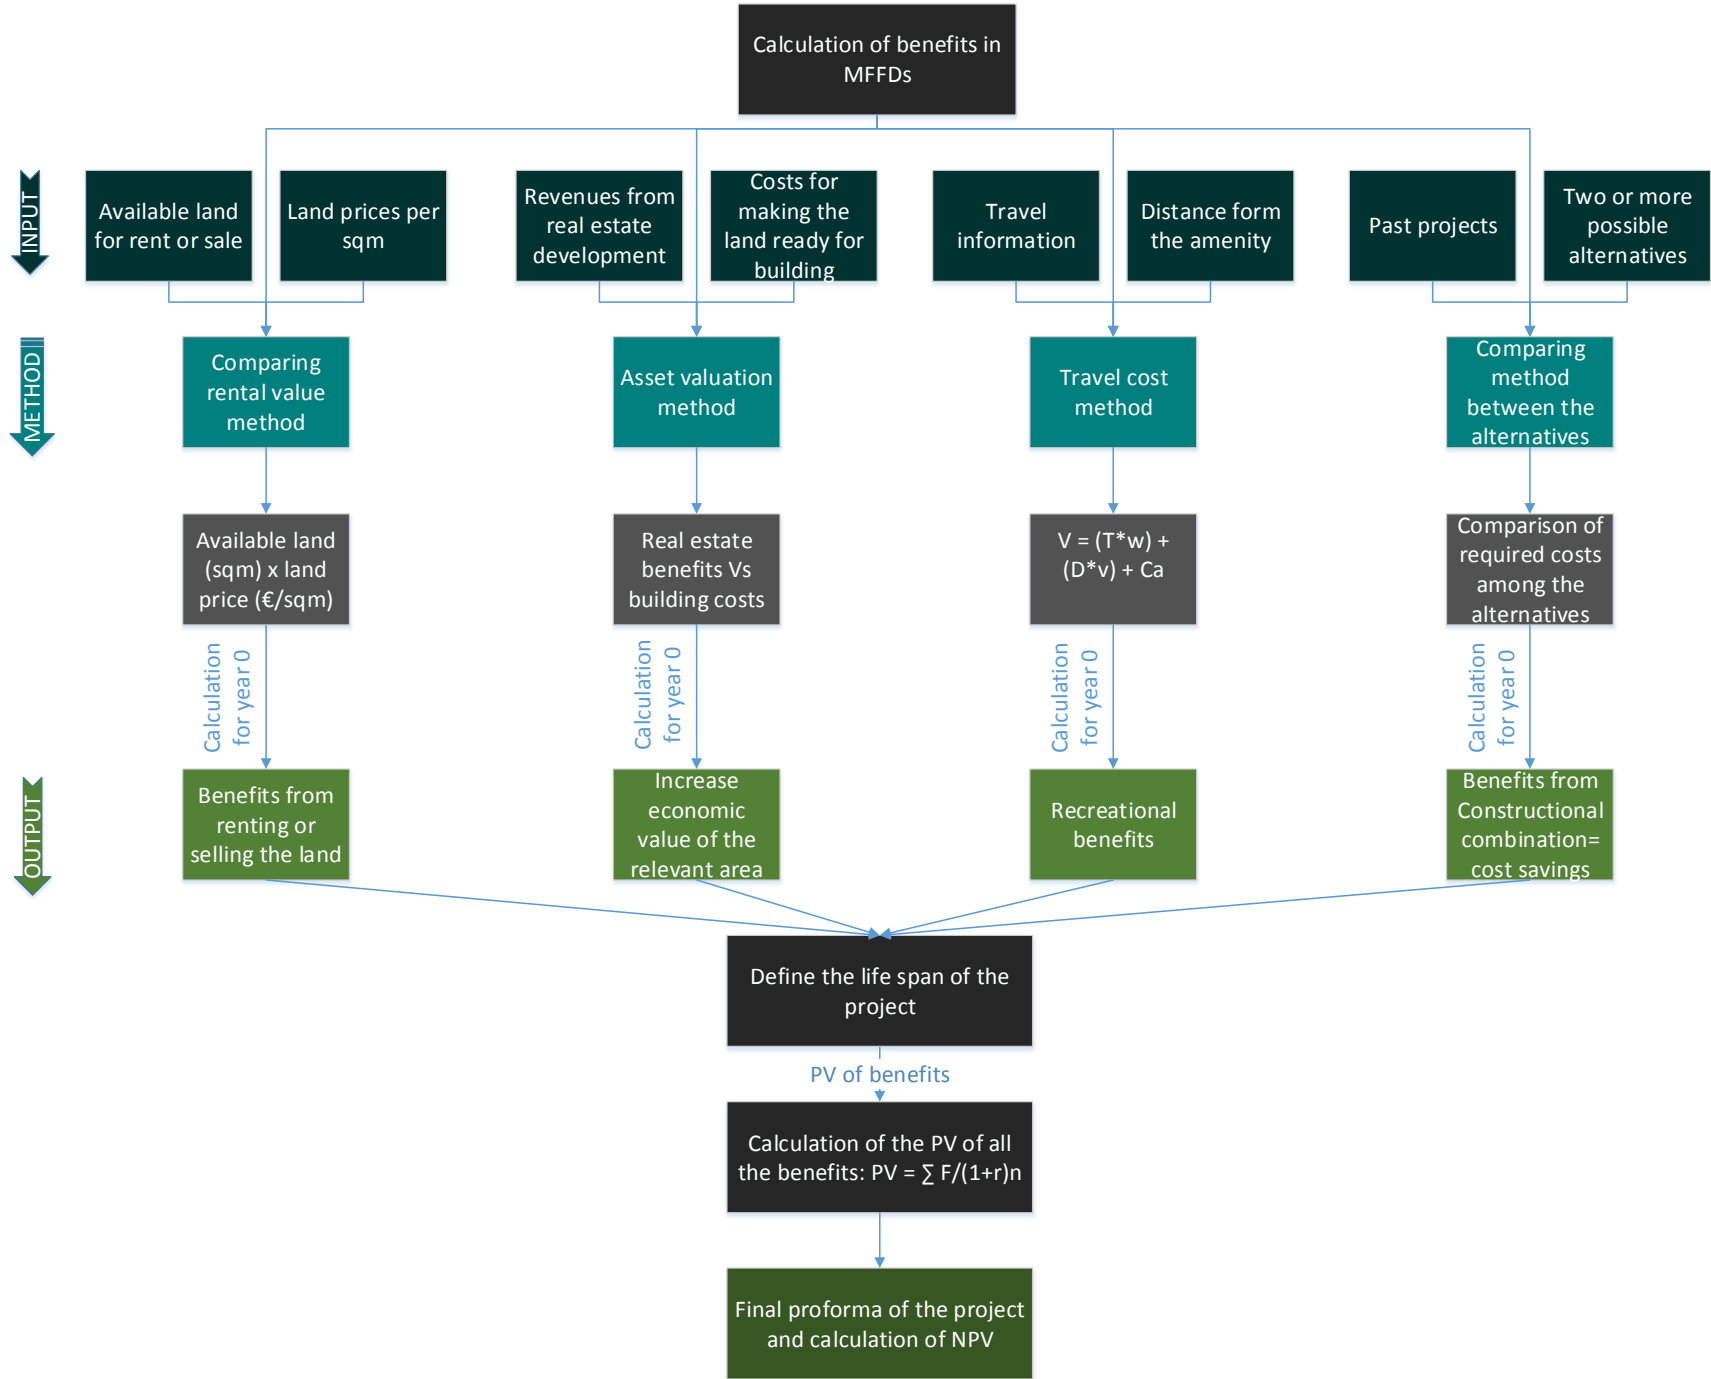 Calculation of benefits in
MFFDs
INPUT
Available land
for rent or sale
Land prices per
sqm
Revenues from
real estate
development
Costs for
making the
land ready for
building
Travel
information
Distance form
the amenity
Past projects
Two or more
possible
alternatives
METHOD
Comparing
rental value
method
Asset valuation
method
Travel cost
method
Comparing
method
between the
alternatives
Available land
(sqm) x land
price (€/sqm)
Real estate
benefits Vs
building costs
V = (T*w) +
(D*v) + Ca
Comparison of
required costs
among the
alternatives
Calculation
for year 0
Calculation
for year 0
Calculation
for year 0
Calculation
for year 0
OUTPUT
Benefits from
renting or
selling the land
Increase
economic
value of the
relevant area
Recreational
benefits
Benefits from
Constructional
combination=
cost savings
Define the life span of the
project
PV of benefits
Calculation of the PV of all
the benefits: PV = ∑ F/(1+r)n
Final proforma of the project
and calculation of NPV